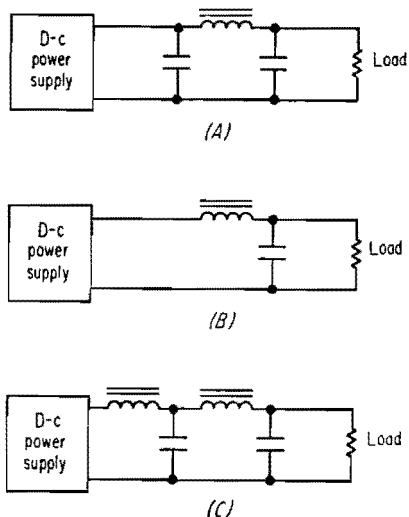 D-c
power
supply
Load
(A)
D-c
power
supply
Load
(B)
D-c
power
supply
Load
(C)